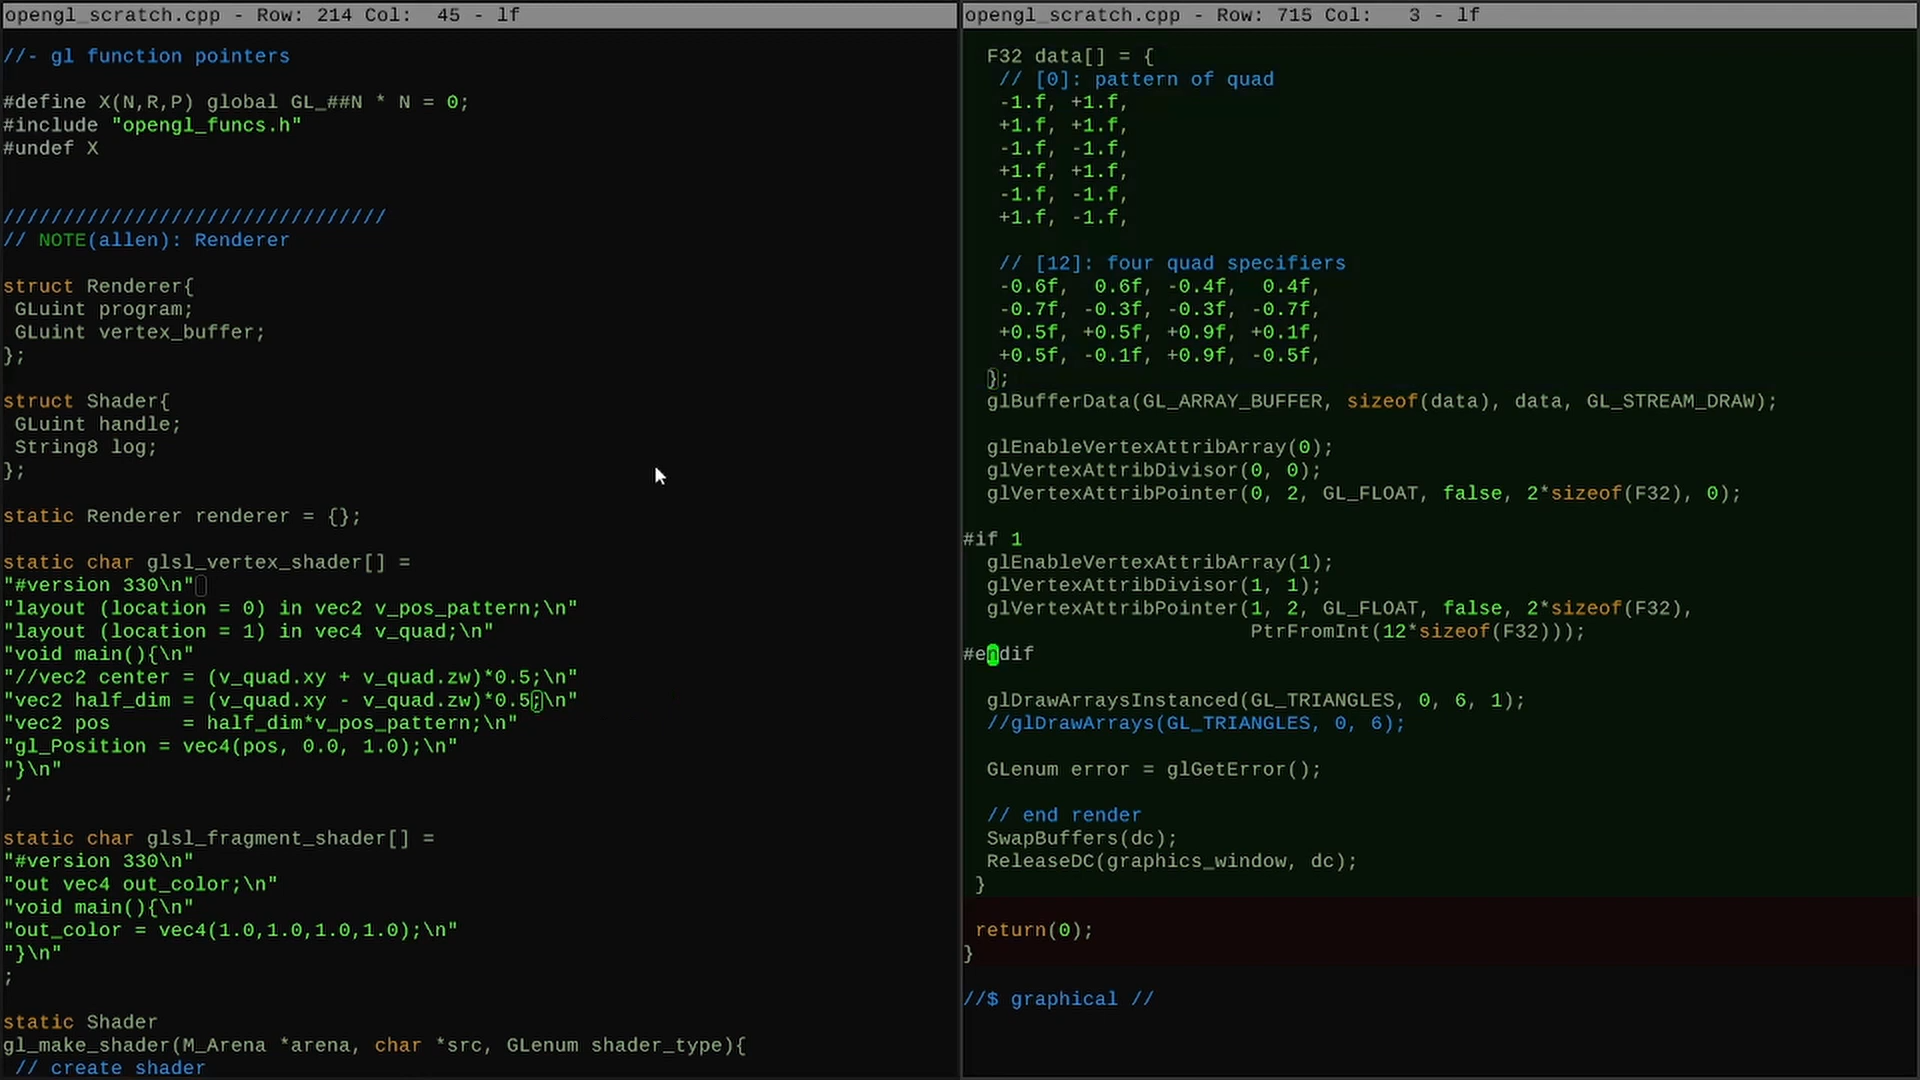 opengl_scratch.cpp - Row: 214 Col:  45 - lf
//- gl function pointers
#define X(N,R,P) global GL_##N * N = 0;
#include "opengl_funcs.h"
#undef X
////////////////////////////////
// NOTE(allen): Renderer
struct Renderer{
 GLuint program;
 GLuint vertex_buffer;
};
struct Shader{
 GLuint handle;
 String8 log;
};
static Renderer renderer = {};
static char glsl_vertex_shader[] =
"#version 330\n"
"layout (location = 0) in vec2 v_pos_pattern;\n"
"layout (location = 1) in vec4 v_quad;\n"
"void main(){\n"
"//vec2 center = (v_quad.xy + v_quad.zw)*0.5;\n"
"vec2 half_dim = (v_quad.xy - v_quad.zw)*0.5;\n"
"vec2 pos      = half_dim*v_pos_pattern;\n"
"gl_Position = vec4(pos, 0.0, 1.0);\n"
"}\n"
;
static char glsl_fragment_shader[] =
"#version 330\n"
"out vec4 out_color;\n"
"void main(){\n"
"out_color = vec4(1.0,1.0,1.0,1.0);\n"
"}\n"
;
static Shader
gl_make_shader(M_Arena *arena, char *src, GLenum shader_type){
 // create shader
opengl_scratch.cpp - Row: 715 Col:   3 - lf
  F32 data[] = {
   // [0]: pattern of quad
   -1.f, +1.f,
   +1.f, +1.f,
   -1.f, -1.f,
   +1.f, +1.f,
   -1.f, -1.f,
   +1.f, -1.f,
   // [12]: four quad specifiers
   -0.6f,  0.6f, -0.4f,  0.4f,
   -0.7f, -0.3f, -0.3f, -0.7f,
   +0.5f, +0.5f, +0.9f, +0.1f,
   +0.5f, -0.1f, +0.9f, -0.5f,
  };
  glBufferData(GL_ARRAY_BUFFER, sizeof(data), data, GL_STREAM_DRAW);
  glEnableVertexAttribArray(0);
  glVertexAttribDivisor(0, 0);
  glVertexAttribPointer(0, 2, GL_FLOAT, false, 2*sizeof(F32), 0);
#if 1
  glEnableVertexAttribArray(1);
  glVertexAttribDivisor(1, 1);
  glVertexAttribPointer(1, 2, GL_FLOAT, false, 2*sizeof(F32),
                        PtrFromInt(12*sizeof(F32)));
#endif
  glDrawArraysInstanced(GL_TRIANGLES, 0, 6, 1);
  //glDrawArrays(GL_TRIANGLES, 0, 6);
  GLenum error = glGetError();
  // end render
  SwapBuffers(dc);
  ReleaseDC(graphics_window, dc);
 }
 return(0);
}
//$ graphical //